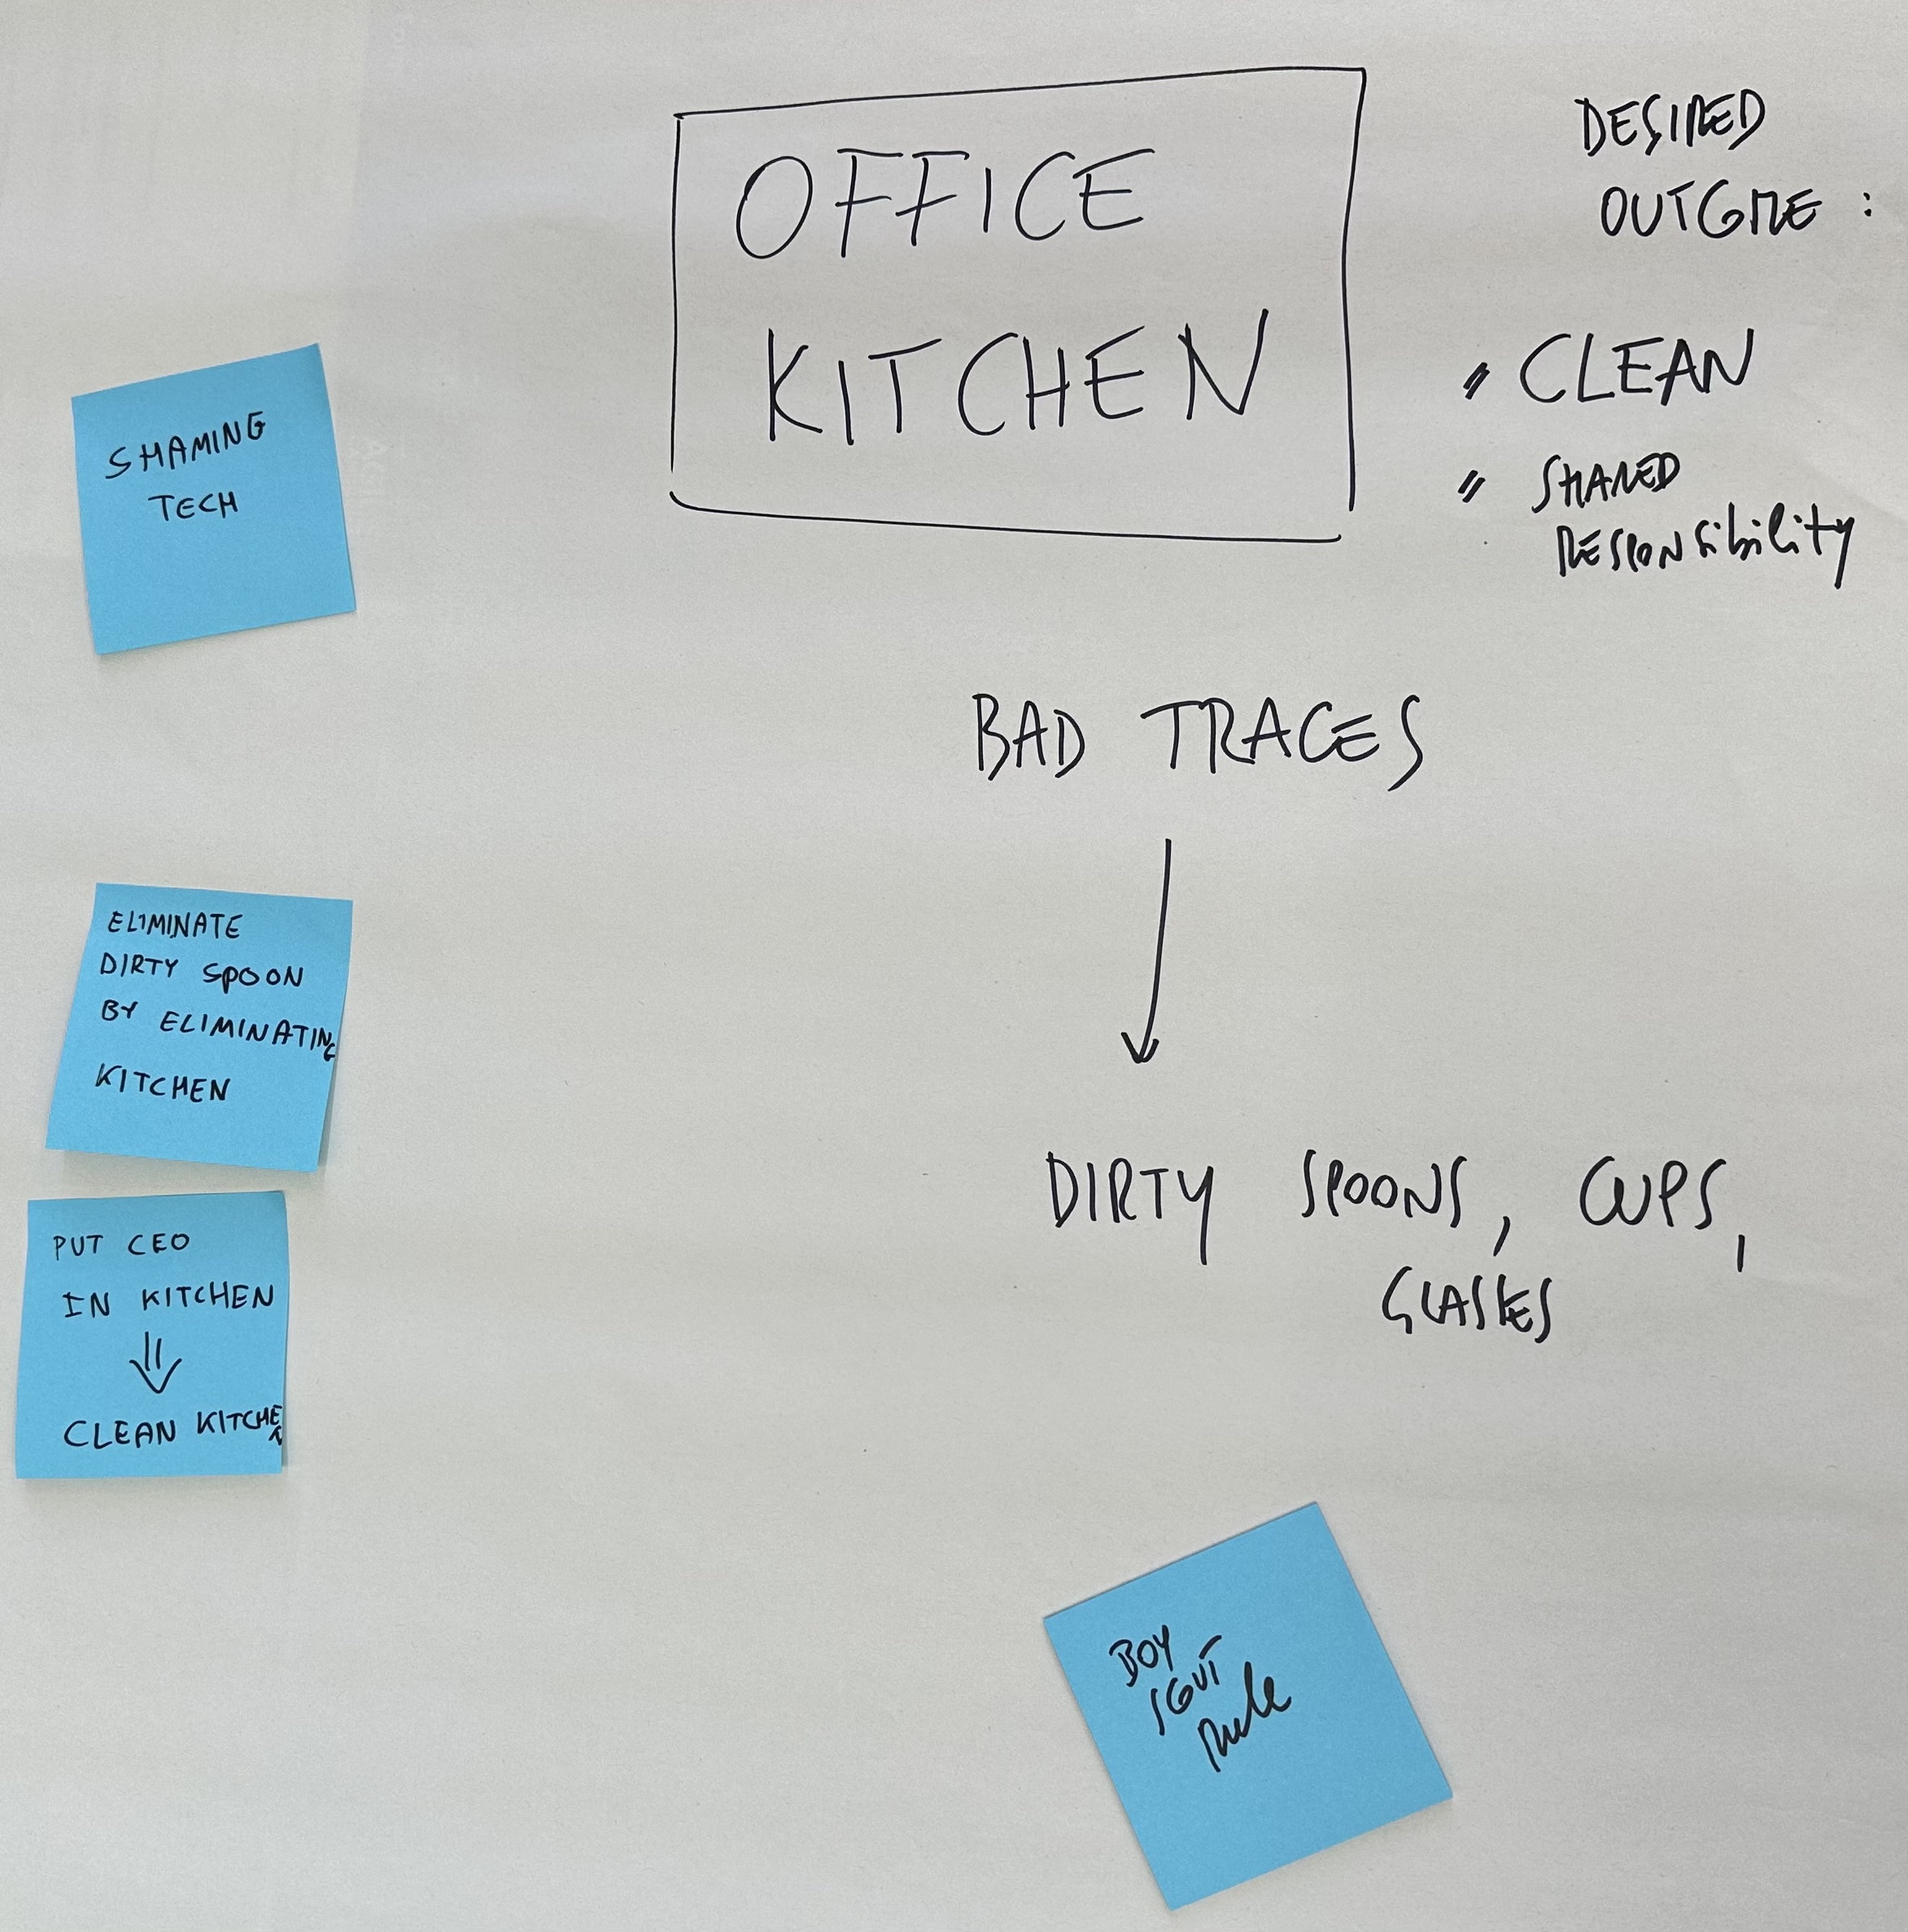 OFFICE
KITCHEN
DESIRED
OUTCOME :
CLEAN
SHARED
RESPONSibility
SHAMING
TECH
BAD TRACES
ELIMINATE
DIRTY SPOON
BY ELIMINATING
KITCHEN
DIRTY SPOONS, CUPS,
GLASSES
PUT CEO
IN KITCHEN
⇓
CLEAN KITCHEN
BOY
SCOUT
Rule